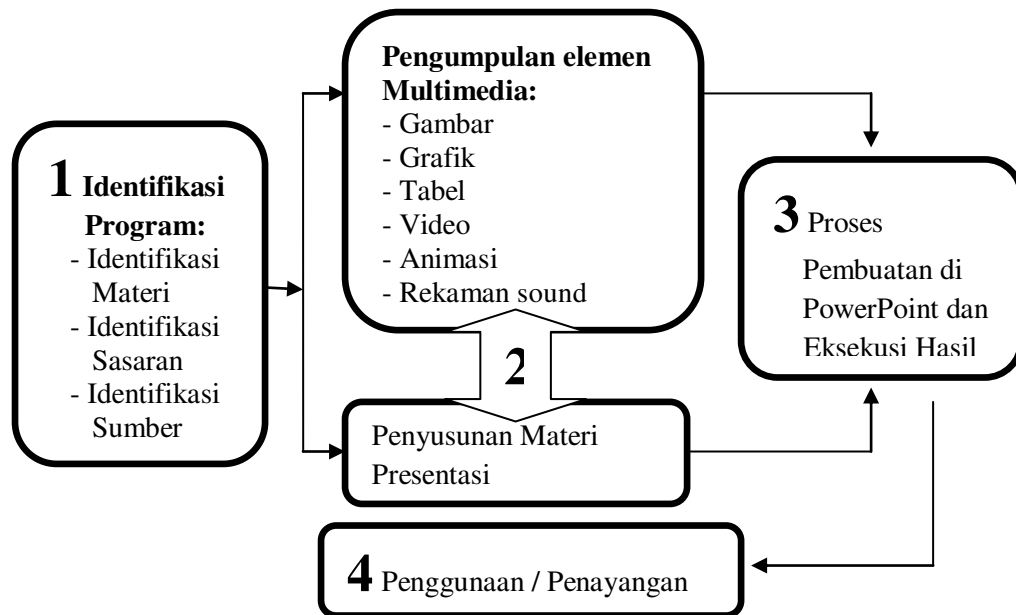 1 Identifikasi
Program:
- Identifikasi
Materi
- Identifikasi
Sasaran
- Identifikasi
Sumber
Pengumpulan elemen
Multimedia:
- Gambar
- Grafik
- Tabel
- Video
- Animasi
- Rekaman sound
2
Penyusunan Materi
Presentasi
3 Proses
Pembuatan di
PowerPoint dan
Eksekusi Hasil
4 Penggunaan / Penayangan